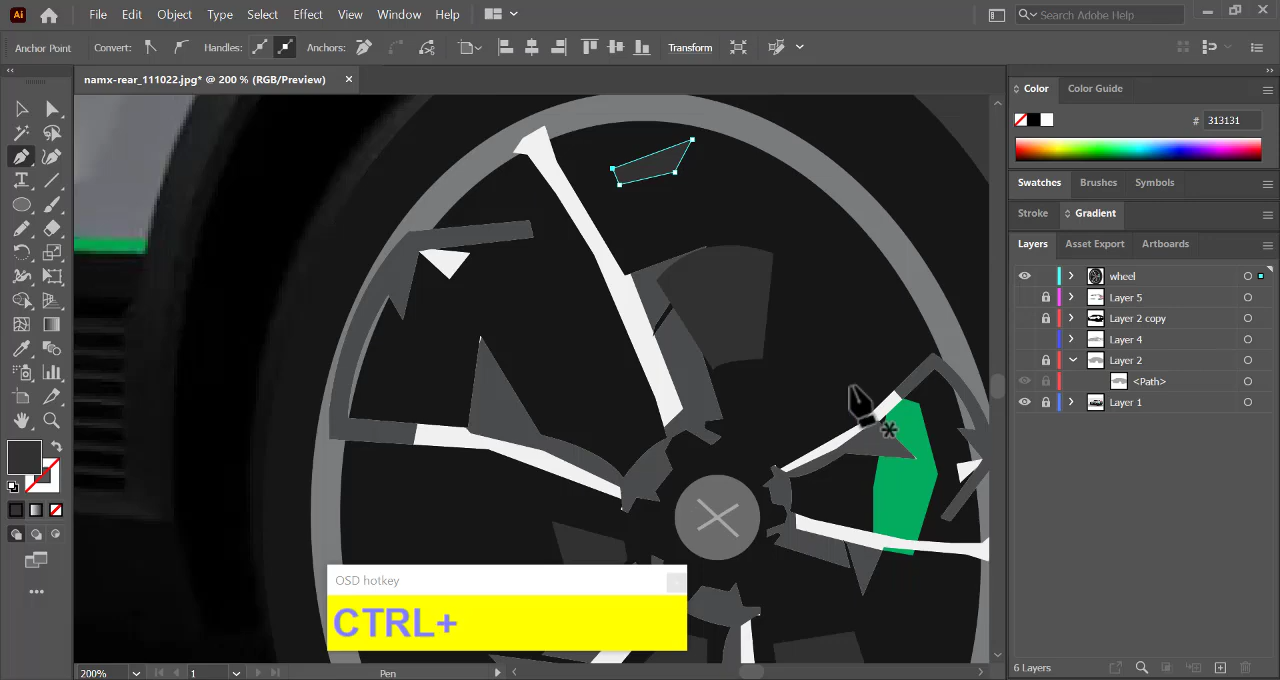 Ai File Edit Object Type Select Effect View Window Help Search Adobe Help
Anchor Point Convert: Handles: Anchors: Transform
namx-rear_111022.jpg* @ 200 % (RGB/Preview)
Color Color Guide
# 313131
Swatches Brushes Symbols
Stroke Gradient
Layers Asset Export Artboards
wheel
Layer 5
Layer 2 copy
Layer 4
Layer 2
<Path>
Layer 1
OSD hotkey
CTRL+
200% 1 Pen 6 Layers